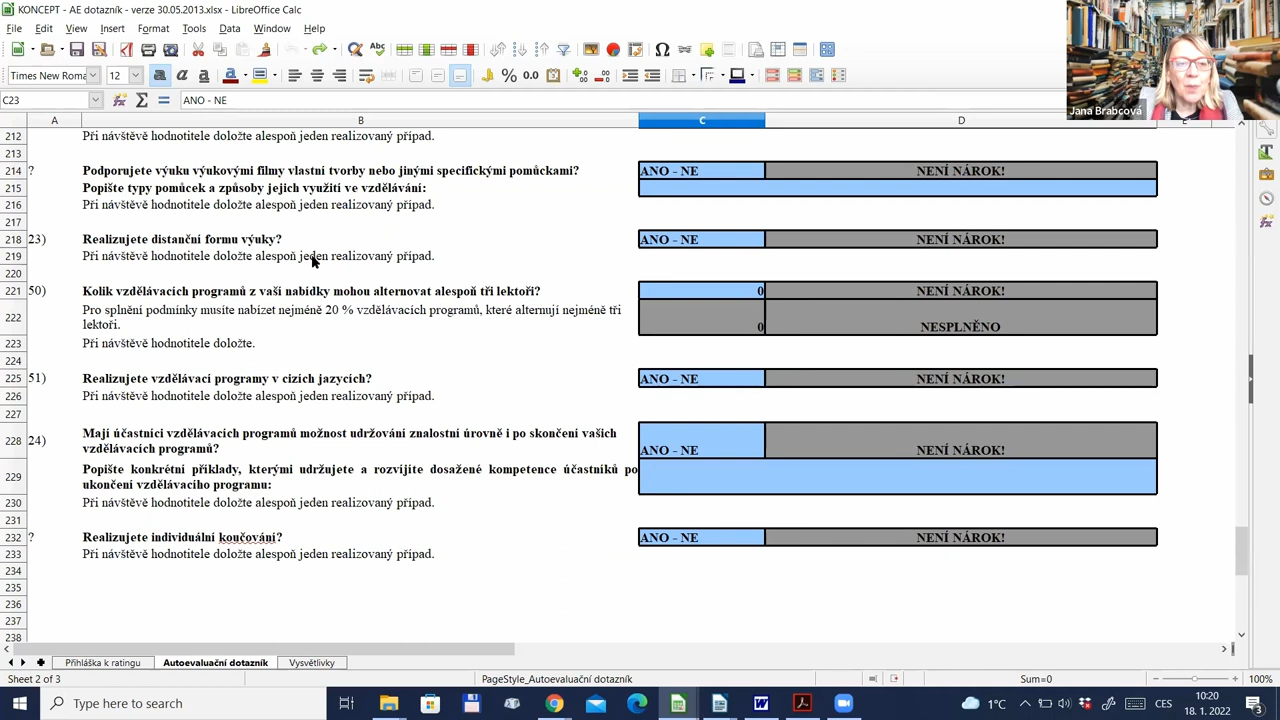 KONCEPT - AE dotazník - verze 30.05.2013.xlsx - LibreOffice Calc
File Edit View Insert Format Tools Data Window Help
Times New Roma 12
C23 ANO - NE
A B C D E
212 Při návštěvě hodnotitele doložte alespoň jeden realizovaný případ.
213
214 ? Podporujete výuku výukovými filmy vlastní tvorby nebo jinými specifickými pomůckami? ANO - NE NENÍ NÁROK!
215 Popište typy pomůcek a způsoby jejich využití ve vzdělávání:
216 Při návštěvě hodnotitele doložte alespoň jeden realizovaný případ.
217
218 23) Realizujete distanční formu výuky? ANO - NE NENÍ NÁROK!
219 Při návštěvě hodnotitele doložte alespoň jeden realizovaný případ.
220
221 50) Kolik vzdělávacích programů z vaší nabídky mohou alternovat alespoň tři lektoři? 0 NENÍ NÁROK!
222 Pro splnění podmínky musíte nabízet nejméně 20 % vzdělávacích programů, které alternují nejméně tři
lektoři. 0 NESPLNĚNO
223 Při návštěvě hodnotitele doložte.
224
225 51) Realizujete vzdělávací programy v cizích jazycích? ANO - NE NENÍ NÁROK!
226 Při návštěvě hodnotitele doložte alespoň jeden realizovaný případ.
227
228 24) Mají účastníci vzdělávacích programů možnost udržování znalostní úrovně i po skončení vašich
vzdělávacích programů? ANO - NE NENÍ NÁROK!
229 Popište konkrétní příklady, kterými udržujete a rozvíjíte dosažené kompetence účastníků po
ukončení vzdělávacího programu:
230 Při návštěvě hodnotitele doložte alespoň jeden realizovaný případ.
231
232 ? Realizujete individuální koučování? ANO - NE NENÍ NÁROK!
233 Při návštěvě hodnotitele doložte alespoň jeden realizovaný případ.
234
235
236
237
238
Přihláška k ratingu Autoevaluační dotazník Vysvětlivky
Sheet 2 of 3 PageStyle_Autoevaluační dotazník Sum=0 100%
Type here to search 1°C CES 10:20
18. 1. 2022 3
Jana Brabcová